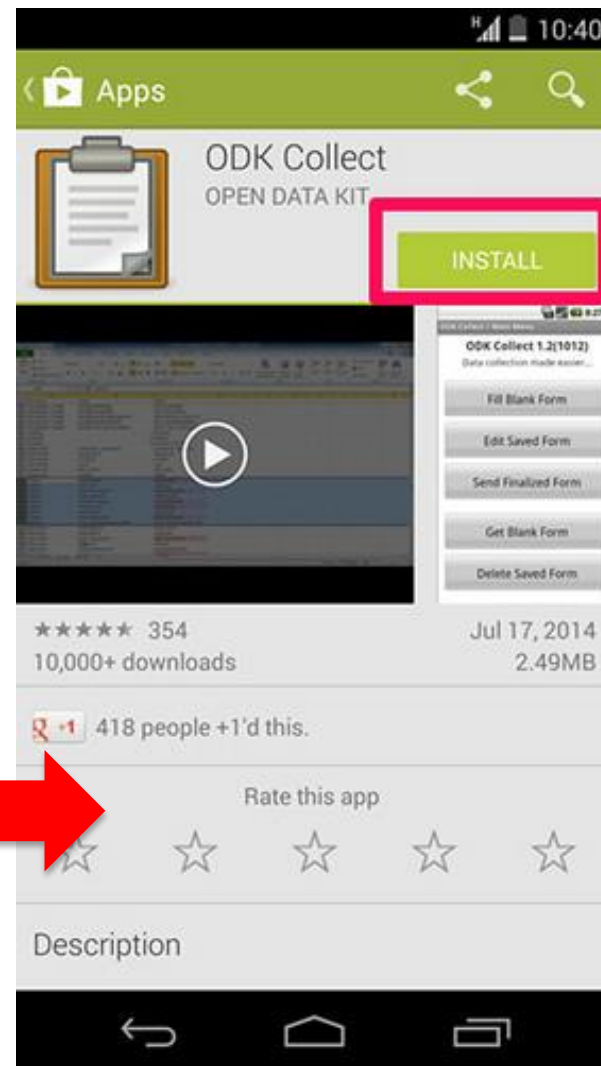 H 10:40
Apps
ODK Collect
OPEN DATA KIT
INSTALL
ODK Collect 1.2(1012)
Data collection made easier...
Fill Blank Form
Edit Saved Form
Send Finalized Form
Get Blank Form
Delete Saved Form
354
Jul 17, 2014
10,000+ downloads
2.49MB
g +1 418 people +1'd this.
Rate this app
Description